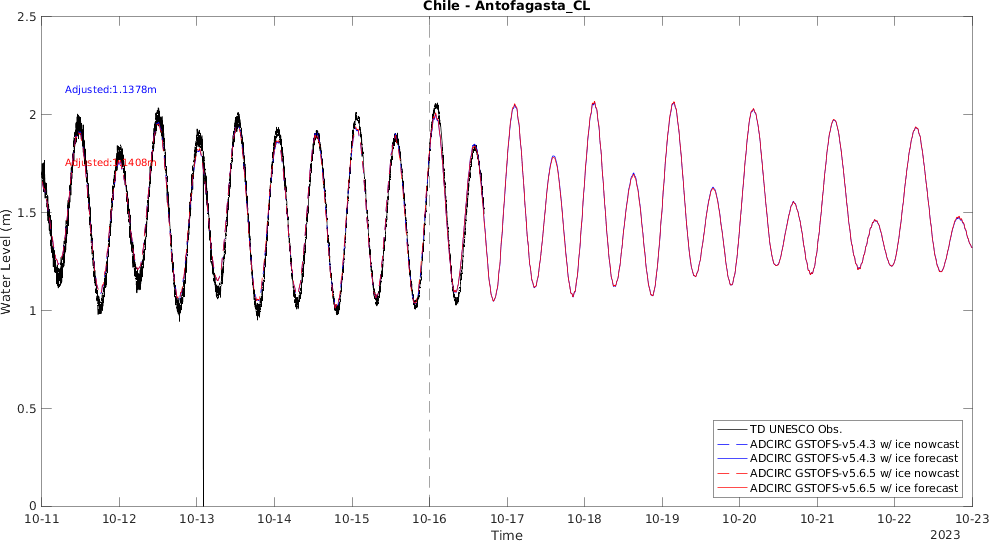 Chile - Antofagasta_CL
2.5
2
1.5
1
0.5
0
Water Level (m)
Adjusted:1.1378m
Adjusted:1.1408m
TD UNESCO Obs.
ADCIRC GSTOFS-v5.4.3 w/ ice nowcast
ADCIRC GSTOFS-v5.4.3 w/ ice forecast
ADCIRC GSTOFS-v5.6.5 w/ ice nowcast
ADCIRC GSTOFS-v5.6.5 w/ ice forecast
10-11 10-12 10-13 10-14 10-15 10-16 10-17 10-18 10-19 10-20 10-21 10-22 10-23
Time
2023